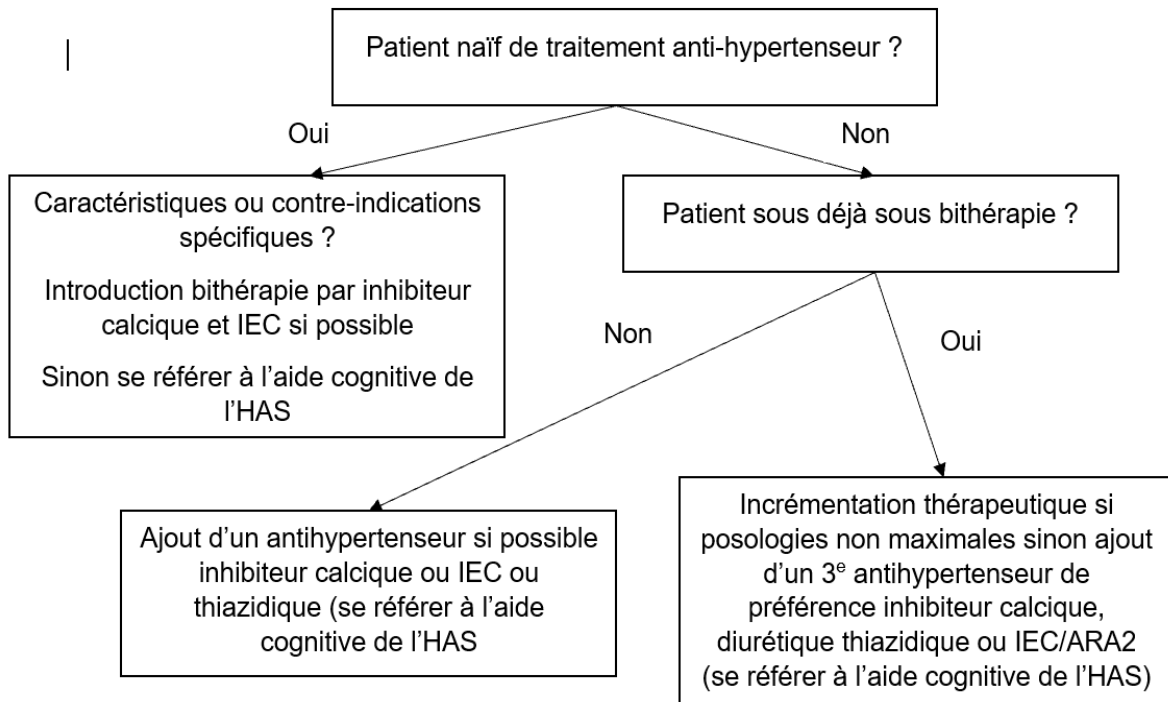 Patient naïf de traitement anti-hypertenseur ?
Oui
Non
Caractéristiques ou contre-indications
spécifiques ?
Introduction bithérapie par inhibiteur
calcique et IEC si possible
Sinon se référer à l’aide cognitive de
l’HAS
Patient sous déjà sous bithérapie ?
Non
Oui
Ajout d’un antihypertenseur si possible
inhibiteur calcique ou IEC ou
thiazidique (se référer à l’aide
cognitive de l’HAS
Incrémentation thérapeutique si
posologies non maximales sinon ajout
d’un 3e antihypertenseur de
préférence inhibiteur calcique,
diurétique thiazidique ou IEC/ARA2
(se référer à l’aide cognitive de l’HAS)